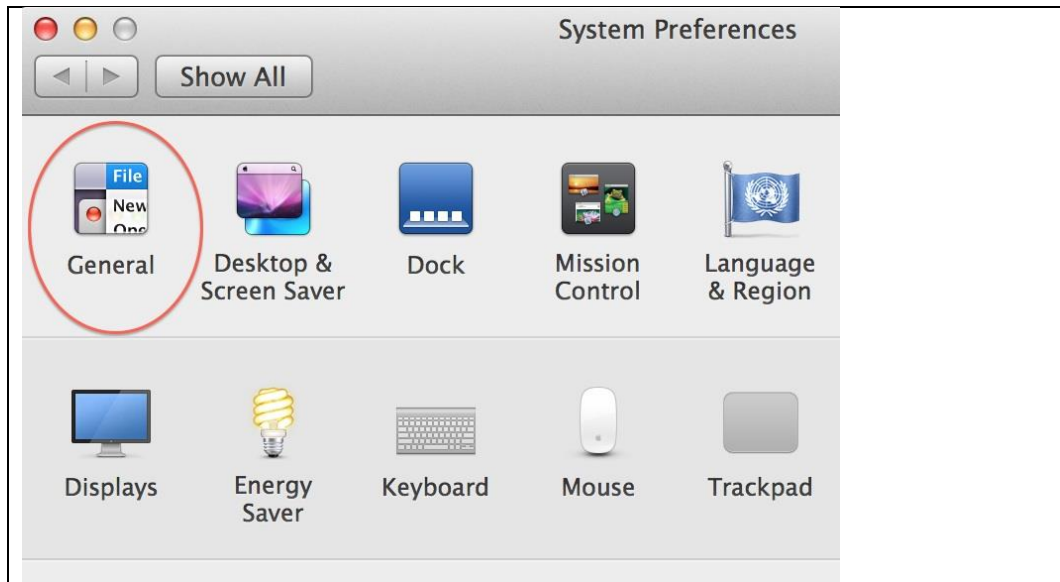 System Preferences
Show All
File
New
Ope
General
Desktop &
Screen Saver
Dock
Mission
Control
Language
& Region
Displays
Energy
Saver
Keyboard
Mouse
Trackpad